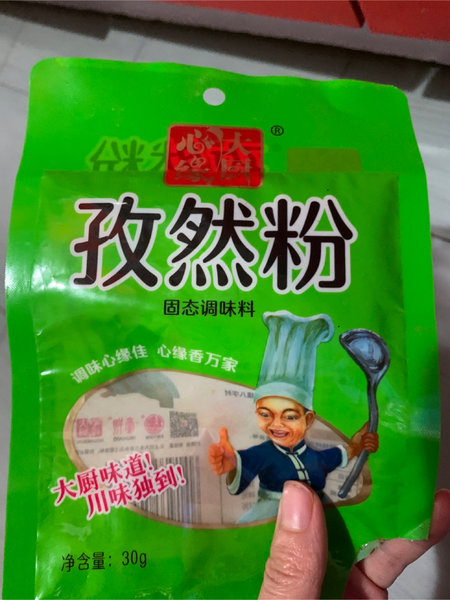 大厨
心缘
®
孜然粉
固态调味料
调味心缘佳 心缘香万家
大厨味道!
川味独到!
净含量: 30g